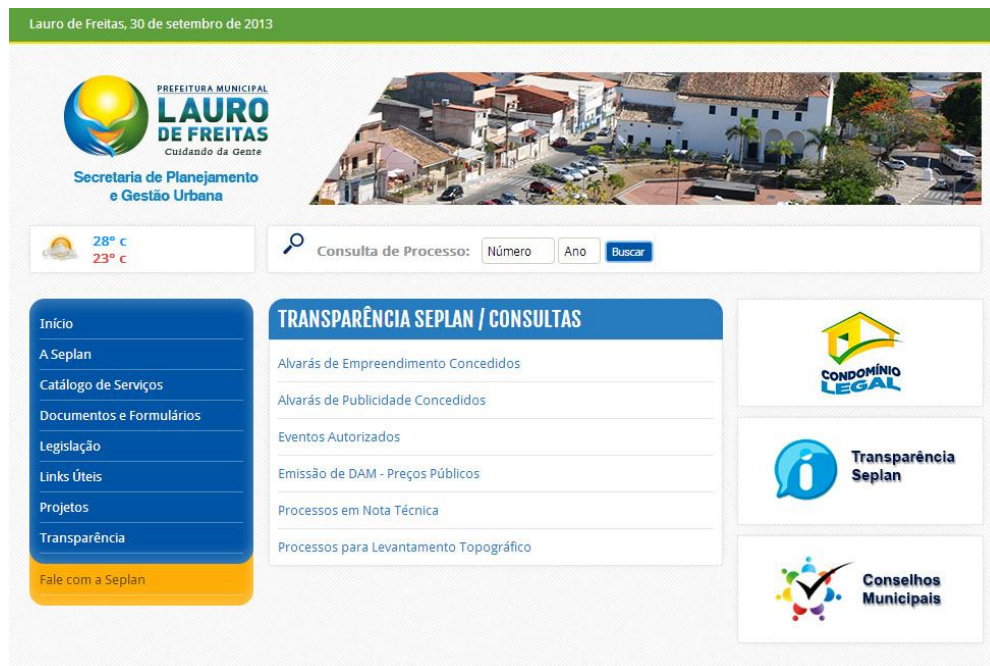 Lauro de Freitas, 30 de setembro de 2013
PREFEITURA MUNICIPAL
LAURO
DE FREITAS
Cuidando da Gente
Secretaria de Planejamento
e Gestão Urbana
28° c
23° c
Consulta de Processo: Número Ano Buscar
Início
A Seplan
Catálogo de Serviços
Documentos e Formulários
Legislação
Links Úteis
Projetos
Transparência
Fale com a Seplan
TRANSPARÊNCIA SEPLAN / CONSULTAS
Alvarás de Empreendimento Concedidos
Alvarás de Publicidade Concedidos
Eventos Autorizados
Emissão de DAM - Preços Públicos
Processos em Nota Técnica
Processos para Levantamento Topográfico
CONDOMÍNIO
LEGAL
Transparência
Seplan
Conselhos
Municipais